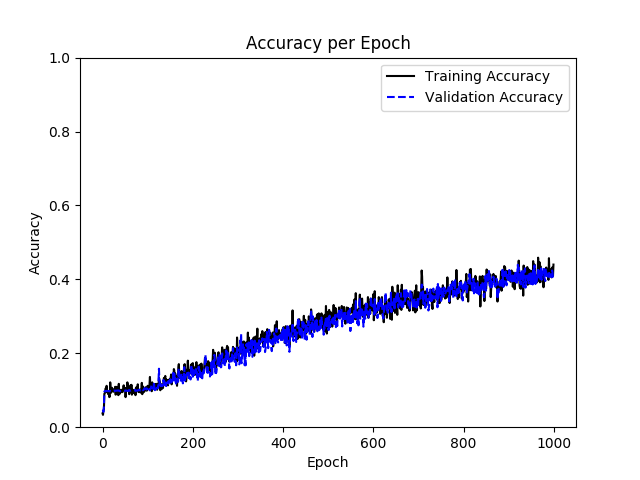 Accuracy per Epoch
1.0
Training Accuracy
Validation Accuracy
0.8
0.6
Accuracy
0.4
0.2
0.0
0 200 400 600 800 1000
Epoch